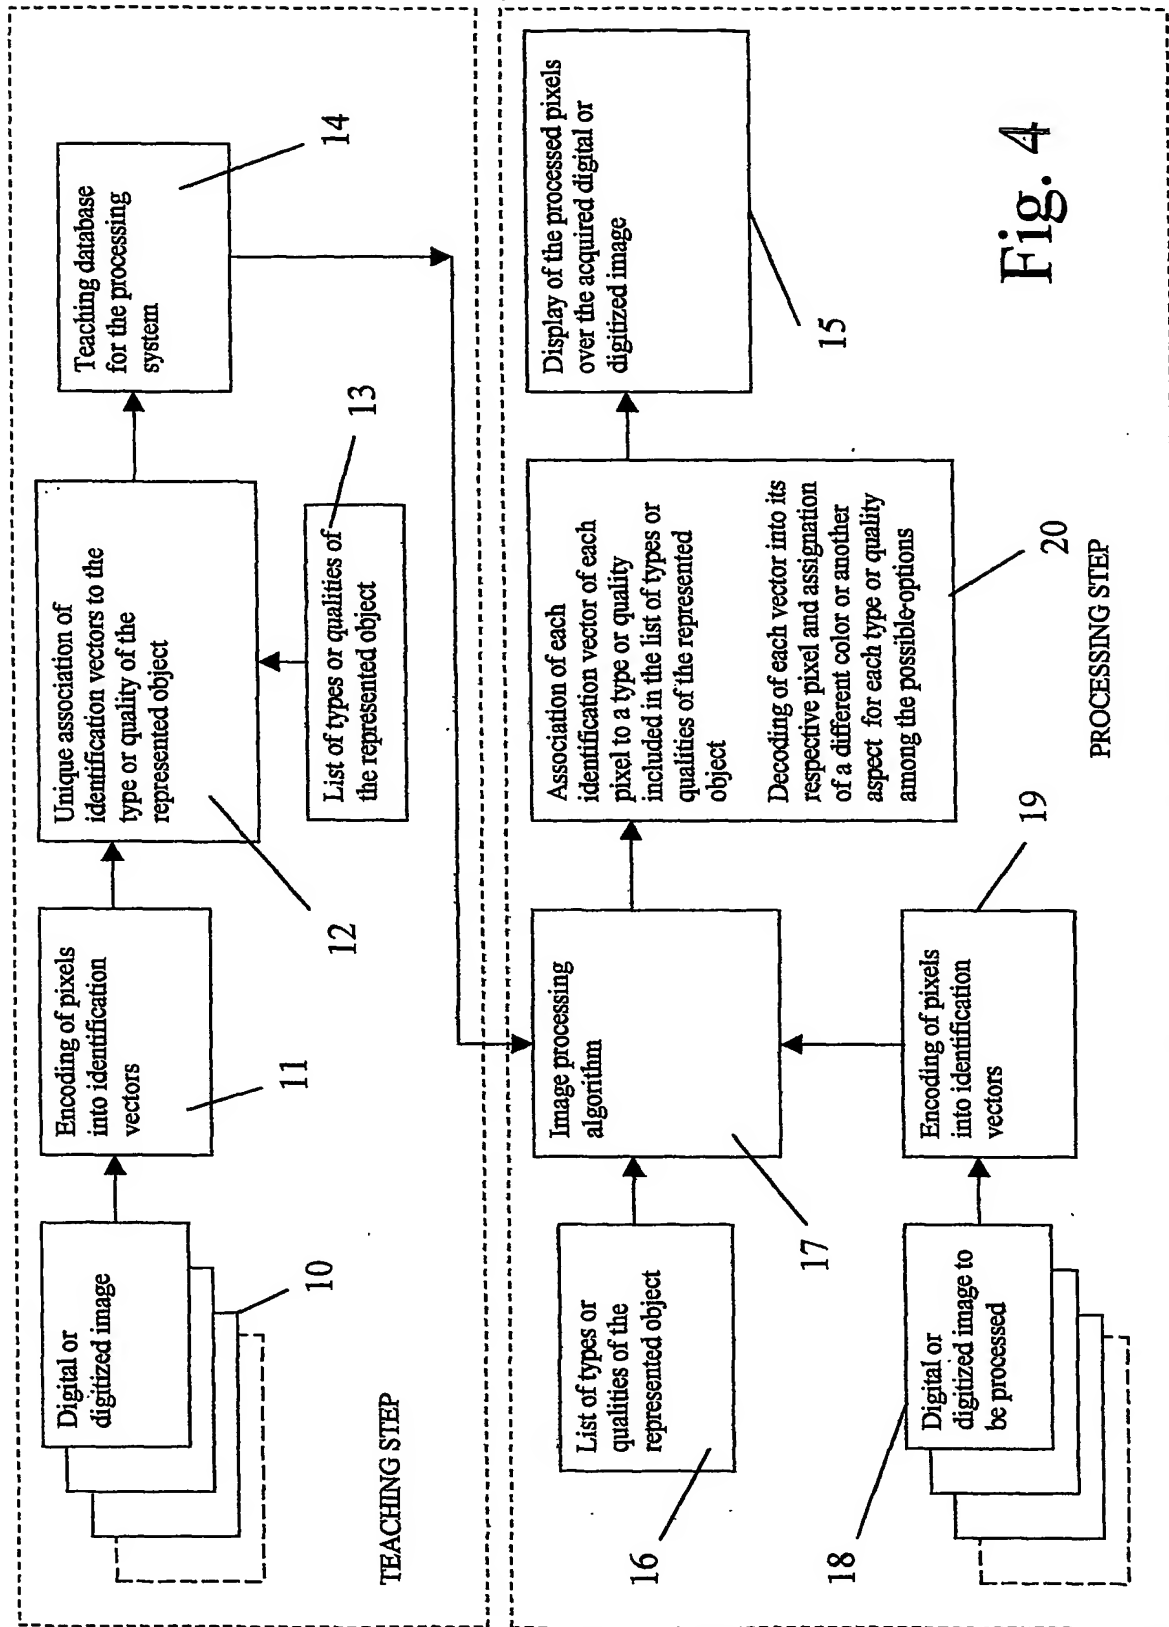 Digital or
digitized image
10
TEACHING STEP
Encoding of pixels
into identification
vectors
11
Unique association of
identification vectors to the
type or quality of the
represented object
12
List of types or qualities of
the represented object
13
Teaching database
for the processing
system
14
List of types or
qualities of the
represented object
16
Image processing
algorithm
17
Digital or
digitized image to
be processed
18
Encoding of pixels
into identification
vectors
19
Association of each
identification vector of each
pixel to a type or quality
included in the list of types or
qualities of the represented
object
Decoding of each vector into its
respective pixel and assignation
of a different color or another
aspect for each type or quality
among the possible options
20
PROCESSING STEP
Display of the processed pixels
over the acquired digital or
digitized image
15
Fig. 4